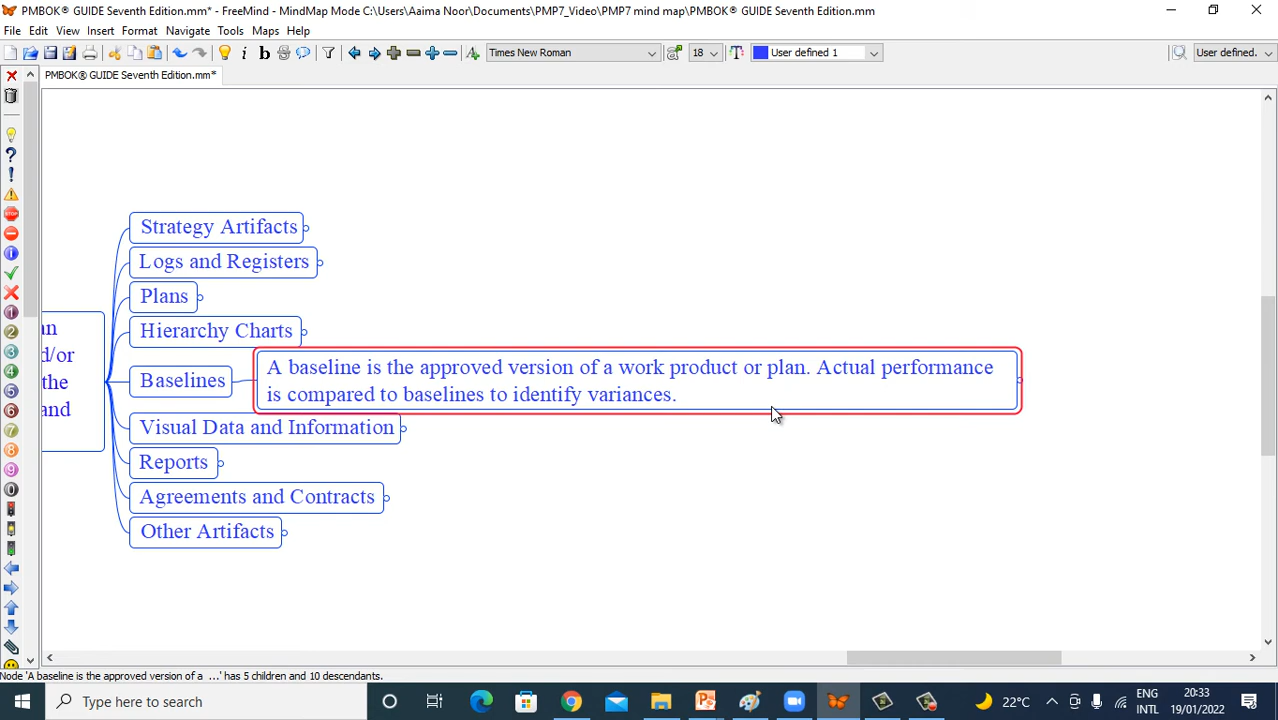 PMBOK® GUIDE Seventh Edition.mm* - FreeMind - MindMap Mode C:\Users\Aaima Noor\Documents\PMP7_Video\PMP7 mind map\PMBOK® GUIDE Seventh Edition.mm
File Edit View Insert Format Navigate Tools Maps Help
Times New Roman 18 User defined 1 User defined.
PMBOK® GUIDE Seventh Edition.mm*
Strategy Artifacts
Logs and Registers
Plans
Hierarchy Charts
an
d/or
the
and
Baselines
A baseline is the approved version of a work product or plan. Actual performance
is compared to baselines to identify variances.
Visual Data and Information
Reports
Agreements and Contracts
Other Artifacts
Node 'A baseline is the approved version of a ...' has 5 children and 10 descendants.
Type here to search
22°C
ENG
INTL
20:33
19/01/2022